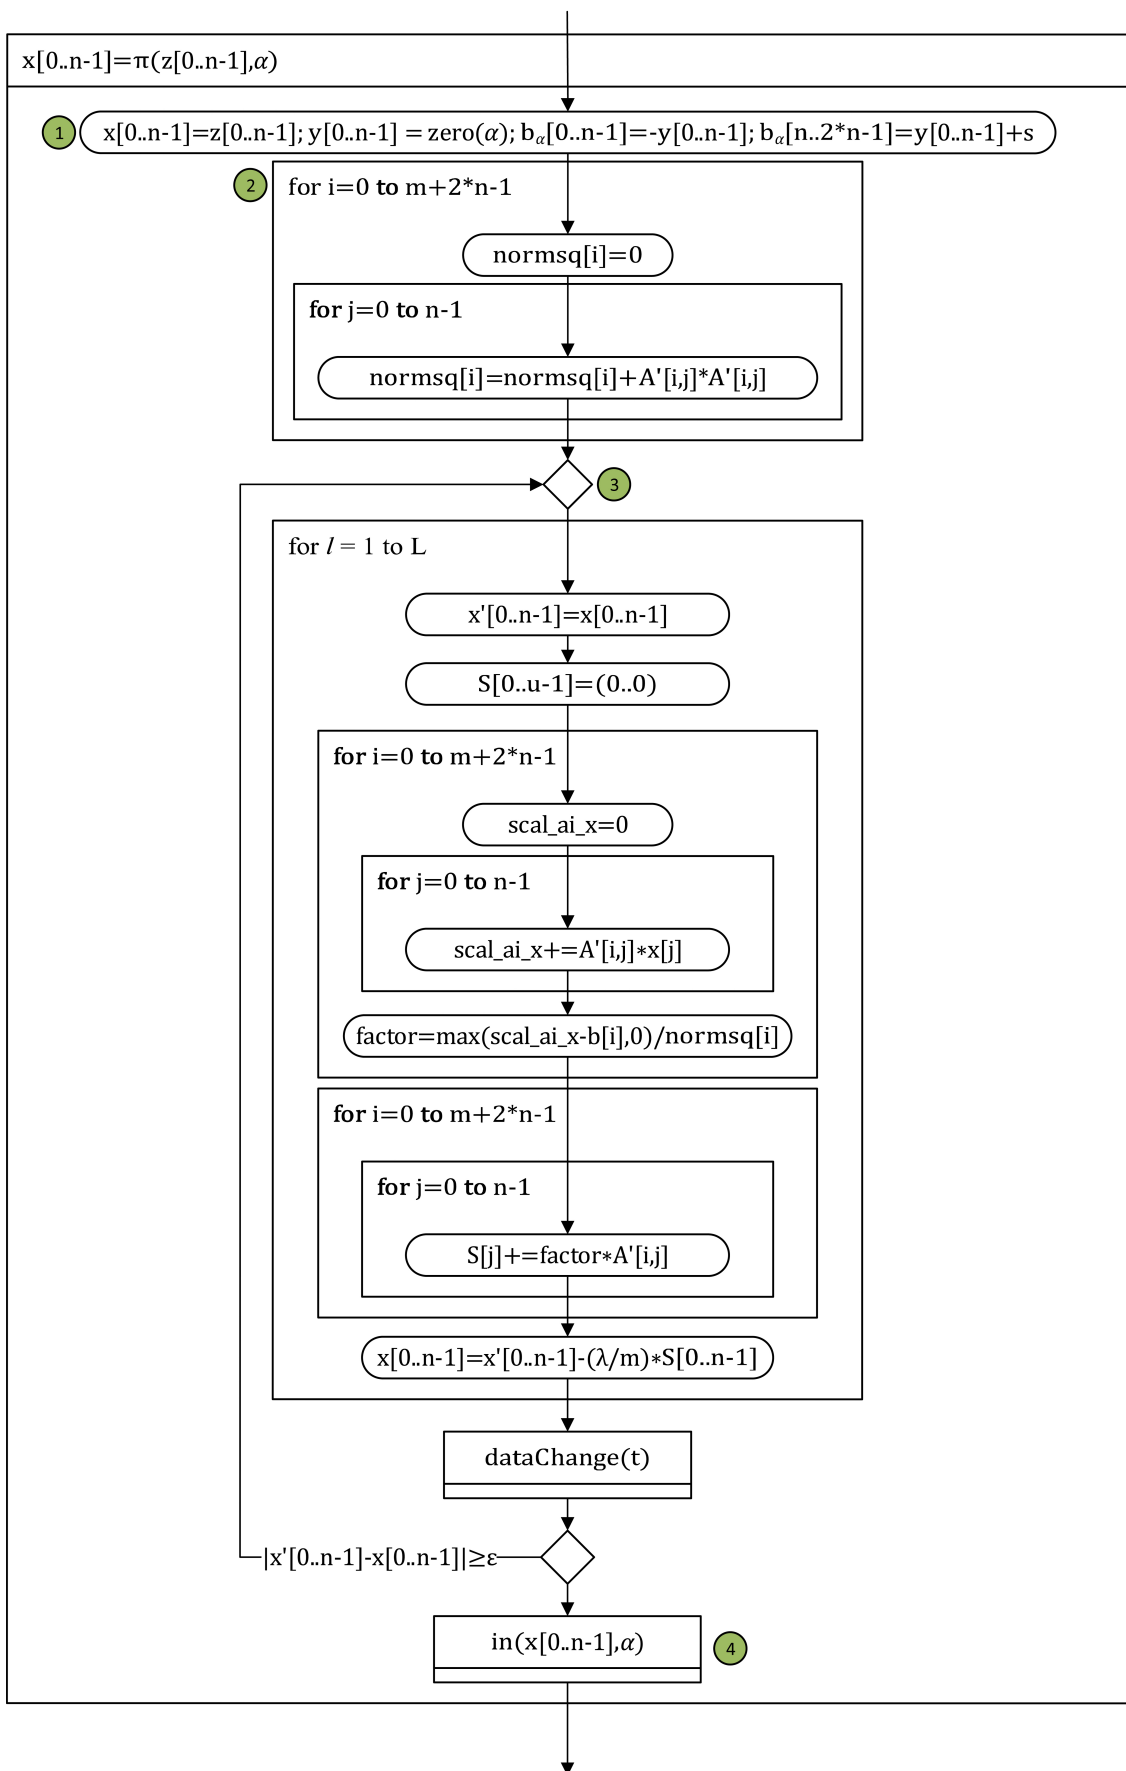 x[0..n-1]=π(z[0..n-1],α)
1 x[0..n-1]=z[0..n-1]; y[0..n-1] = zero(α); bα[0..n-1]=-y[0..n-1]; bα[n..2*n-1]=y[0..n-1]+s
2 for i=0 to m+2*n-1
normsq[i]=0
for j=0 to n-1
normsq[i]=normsq[i]+A'[i,j]*A'[i,j]
3
for l = 1 to L
x'[0..n-1]=x[0..n-1]
S[0..u-1]=(0..0)
for i=0 to m+2*n-1
scal_ai_x=0
for j=0 to n-1
scal_ai_x+=A'[i,j]*x[j]
factor=max(scal_ai_x-b[i],0)/normsq[i]
for i=0 to m+2*n-1
for j=0 to n-1
S[j]+=factor*A'[i,j]
x[0..n-1]=x'[0..n-1]-(λ/m)*S[0..n-1]
dataChange(t)
|x'[0..n-1]-x[0..n-1]|≥ε
in(x[0..n-1],α) 4